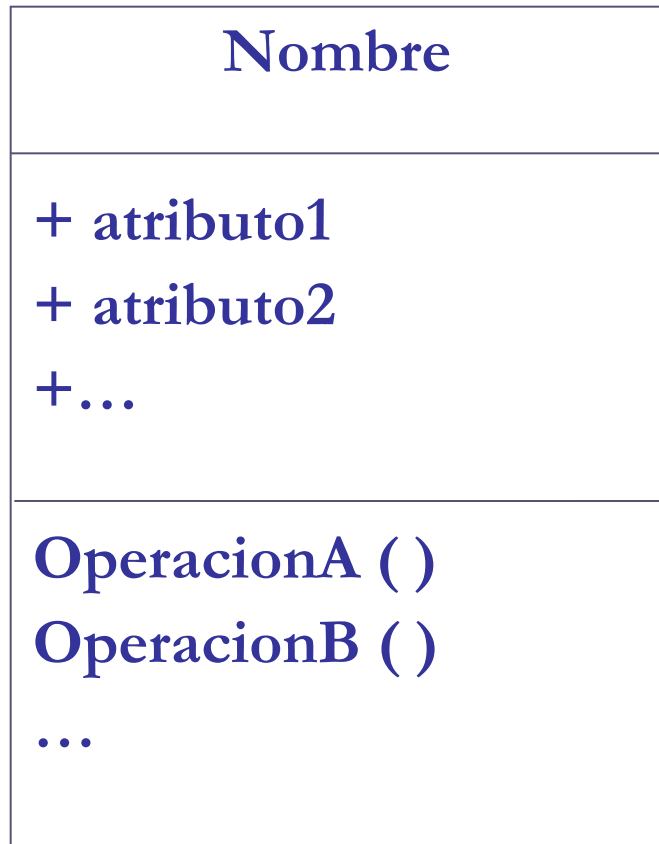 Nombre
+ atributo1
+ atributo2
+...
OperacionA ( )
OperacionB ( )
...